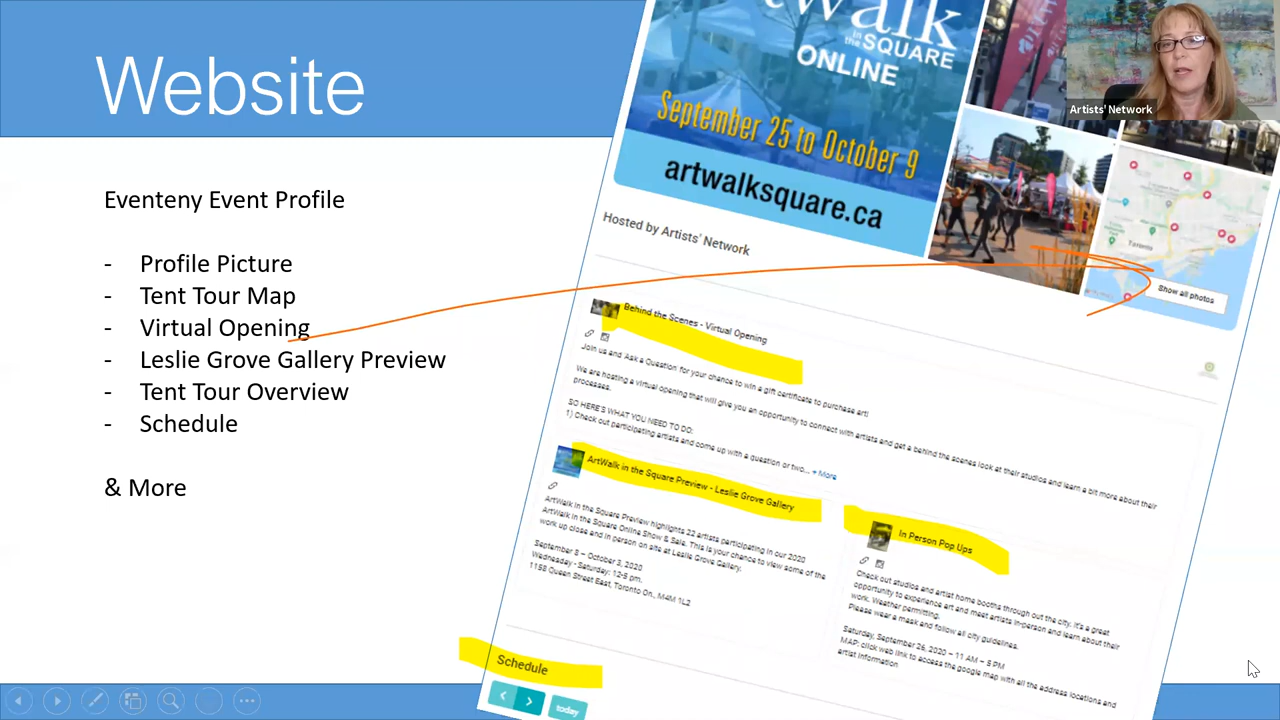 Website
Eventeny Event Profile
- Profile Picture
- Tent Tour Map
- Virtual Opening
- Leslie Grove Gallery Preview
- Tent Tour Overview
- Schedule
& More
walk
in
the SQUARE
ONLINE
September 25 to October 9
artwalksquare.ca
Artists' Network
Toronto
Show all photos
Hosted by Artists' Network
Behind the Scenes - Virtual Opening
Join us and 'Ask a Question' for your chance to win a gift certificate to purchase art!
We are hosting a virtual opening that will give you an opportunity to connect with artists and get a behind the scenes look at their studios and learn a bit more about their
processes.
SO HERE'S WHAT YOU NEED TO DO:
1) Check out participating artists and come up with a question or two... + More
ArtWalk in the Square Preview - Leslie Grove Gallery
ArtWalk in the Square Preview highlights 22 artists participating in our 2020
ArtWalk in the Square Online Show & Sale. This is your chance to view some of the
work up close and in person on site at Leslie Grove Gallery.
September 8 – October 3, 2020
Wednesday - Saturday: 12-5 pm.
1158 Queen Street East, Toronto On., M4M 1L2
In Person Pop Ups
Check out studios and artist home booths through out the city. It's a great
opportunity to experience art and meet artists in-person and learn about their
work. Weather permitting.
Please wear a mask and follow all city guidelines.
Saturday, September 26, 2020 – 11 AM – 5 PM
MAP: click web link to access the google map with all the address locations and
artist information
Schedule
today